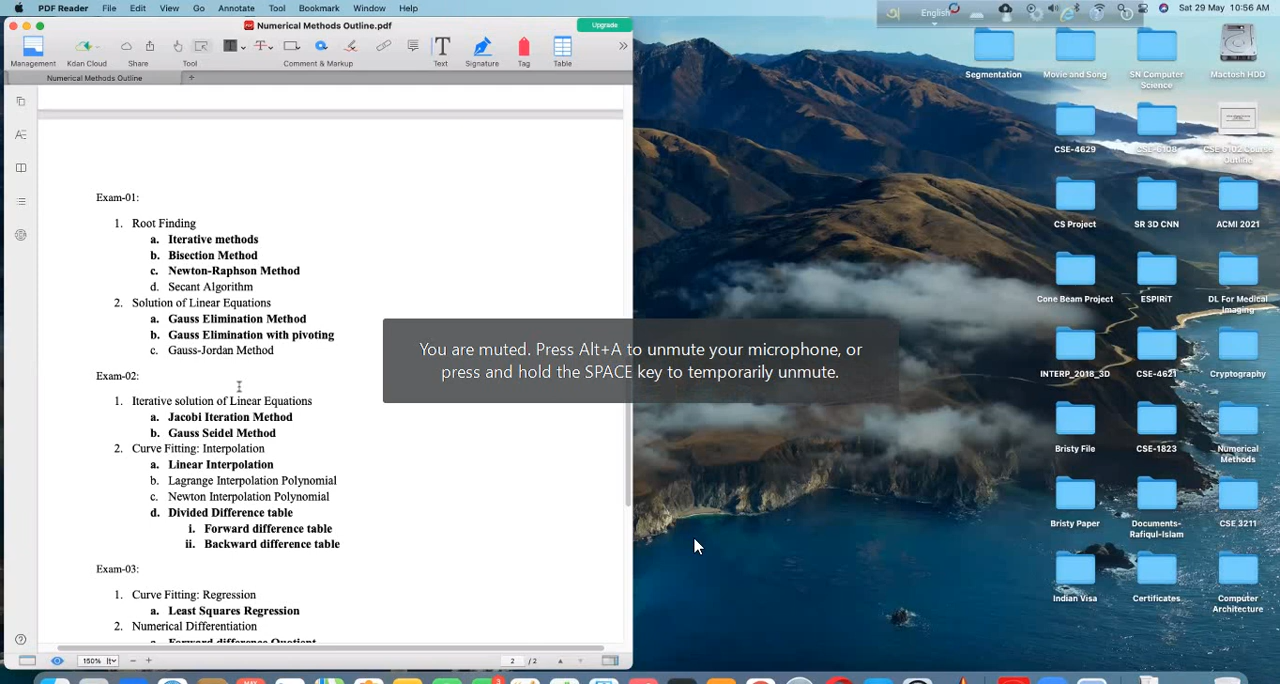 PDF Reader File Edit View Go Annotate Tool Bookmark Window Help
English
Sat 29 May 10:56 AM
Numerical Methods Outline.pdf
Upgrade
Management Kdan Cloud Share Tool Comment & Markup Text Signature Tag Table
T T T
Numerical Methods Outline
Exam-01:
1. Root Finding
a. Iterative methods
b. Bisection Method
c. Newton-Raphson Method
d. Secant Algorithm
2. Solution of Linear Equations
a. Gauss Elimination Method
b. Gauss Elimination with pivoting
c. Gauss-Jordan Method
Exam-02:
1. Iterative solution of Linear Equations
a. Jacobi Iteration Method
b. Gauss Seidel Method
2. Curve Fitting: Interpolation
a. Linear Interpolation
b. Lagrange Interpolation Polynomial
c. Newton Interpolation Polynomial
d. Divided Difference table
i. Forward difference table
ii. Backward difference table
Exam-03:
1. Curve Fitting: Regression
a. Least Squares Regression
2. Numerical Differentiation
a. Forward difference Quotient
150%
2 / 2
You are muted. Press Alt+A to unmute your microphone, or
press and hold the SPACE key to temporarily unmute.
Segmentation
Movie and Song
SN Computer
Science
Mactosh HDD
CSE-4629
CSE-6108
CSE 6102 Course
Outline
CS Project
SR 3D CNN
ACMI 2021
Cone Beam Project
ESPIRiT
DL For Medical
Imaging
INTERP_2018_3D
CSE-4621
Cryptography
Bristy File
CSE-1823
Numerical
Methods
Bristy Paper
Documents-
Rafiqul-Islam
CSE 3211
Indian Visa
Certificates
Computer
Architecture